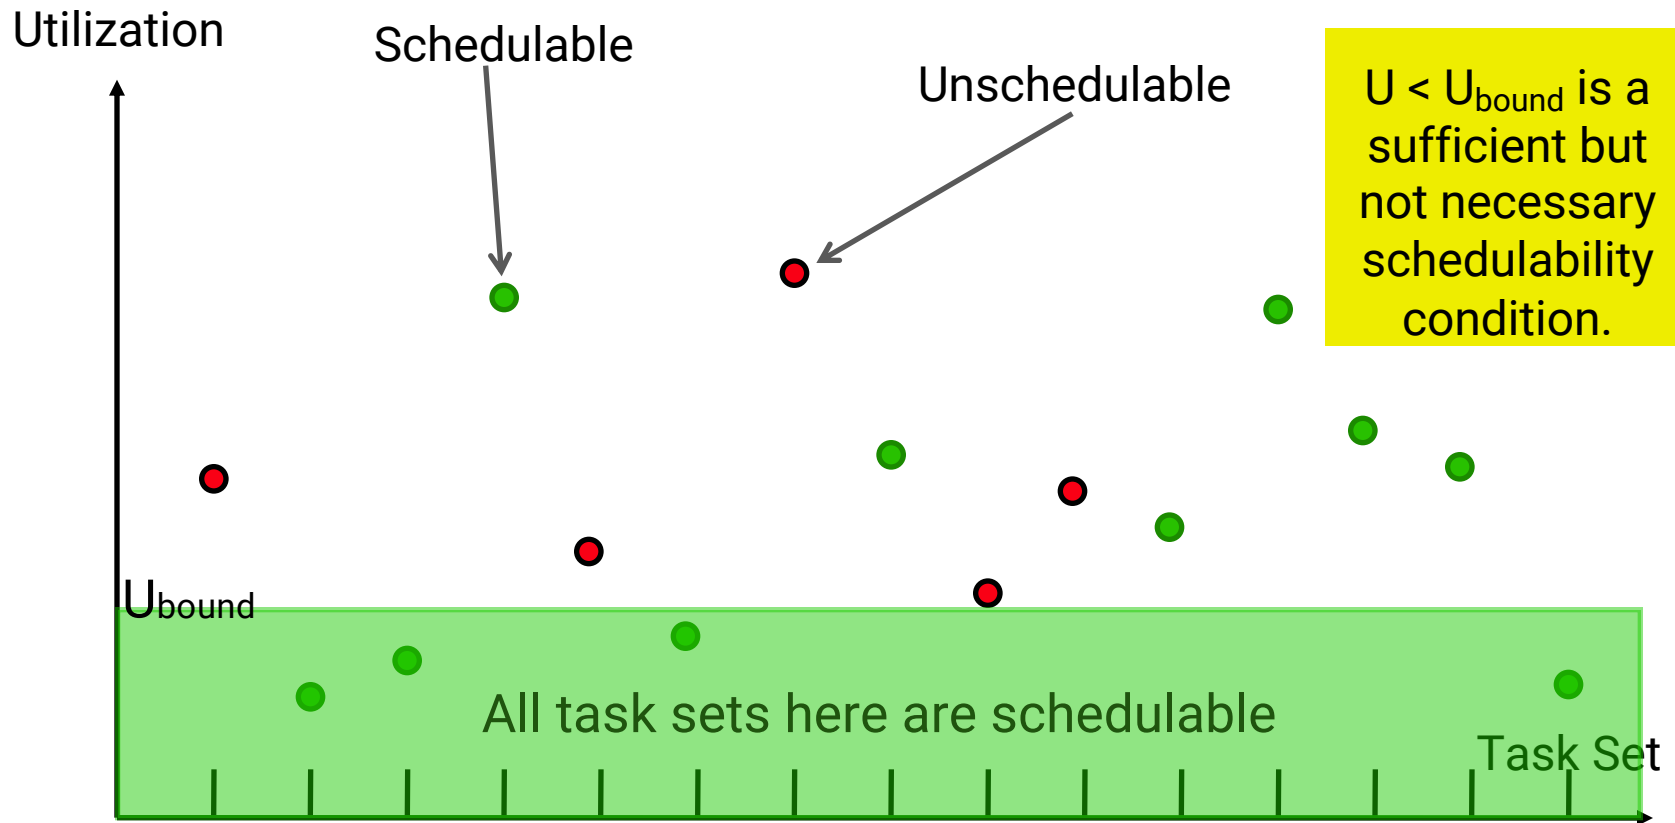 Utilization
Schedulable
Unschedulable
U < Ubound is a
sufficient but
not necessary
schedulability
condition.
Ubound
All task sets here are schedulable
Task Set